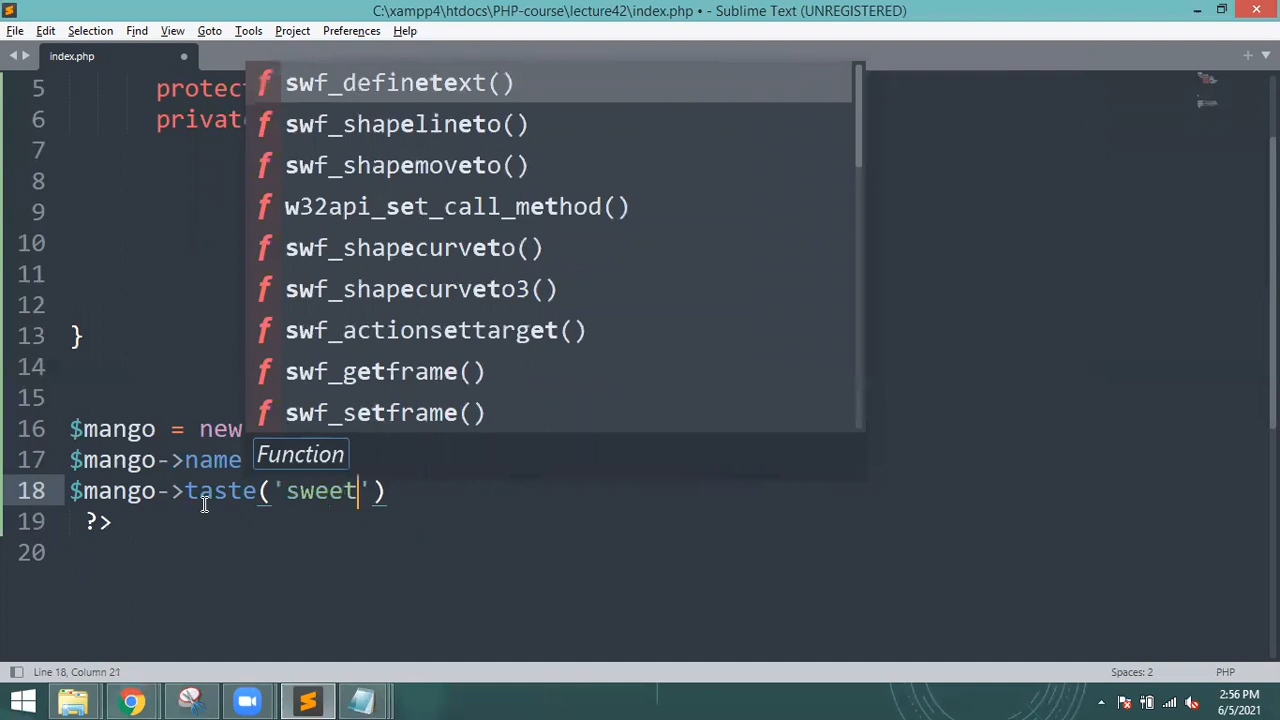 C:\xampp4\htdocs\PHP-course\lecture42\index.php • - Sublime Text (UNREGISTERED)
File Edit Selection Find View Goto Tools Project Preferences Help
index.php
5 protect
6 private
7
8
9
10
11
12
13 }
14
15
16 $mango = new
17 $mango->name
18 $mango->taste('sweet')
19 ?>
20
f swf_definetext()
f swf_shapelineto()
f swf_shapemoveto()
f w32api_set_call_method()
f swf_shapecurveto()
f swf_shapecurveto3()
f swf_actionsettarget()
f swf_getframe()
f swf_setframe()
Function
Line 18, Column 21
Spaces: 2
PHP
2:56 PM
6/5/2021